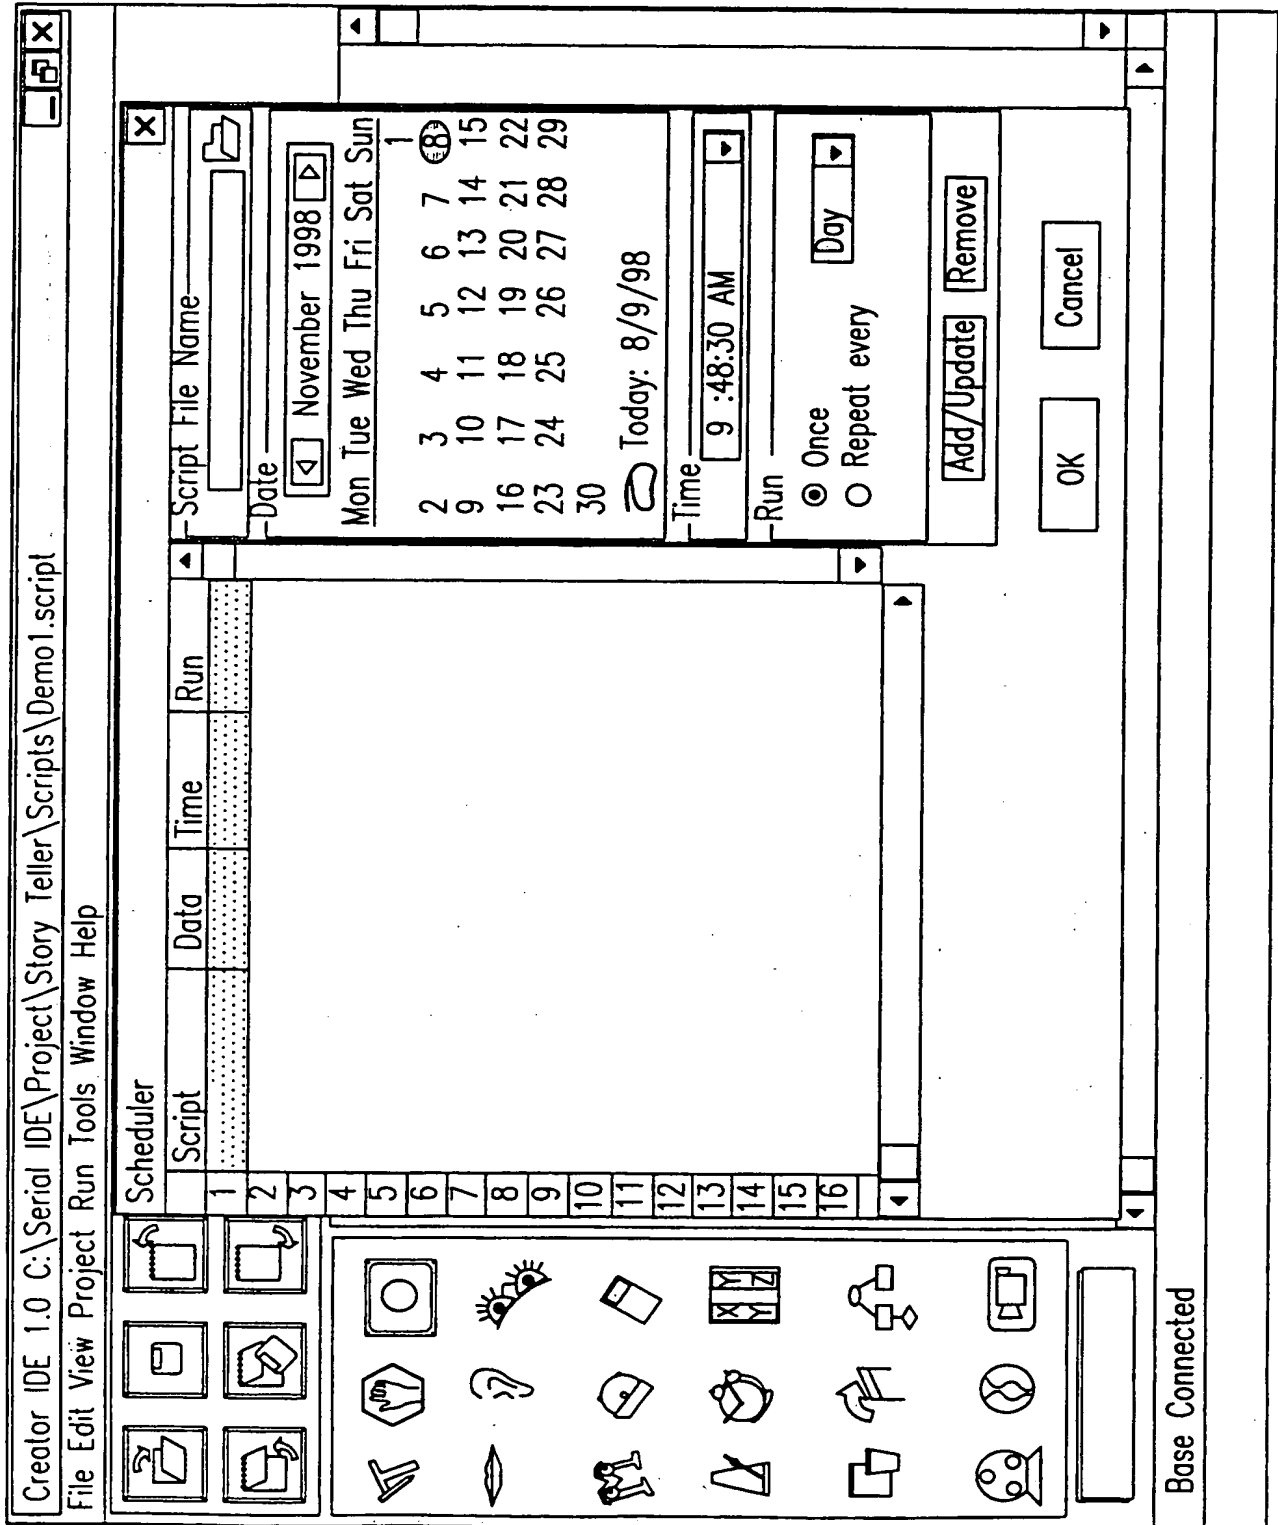 Creator IDE 1.0 C:\Serial IDE\Project\Story Teller\Scripts\Demo1.script
File Edit View Project Run Tools Window Help
Scheduler
Script Data Time Run
1
2
3
4
5
6
7
8
9
10
11
12
13
14
15
16
Script File Name
Date
November 1998
Mon Tue Wed Thu Fri Sat Sun
1
2 3 4 5 6 7 8
9 10 11 12 13 14 15
16 17 18 19 20 21 22
23 24 25 26 27 28 29
30
Today: 8/9/98
Time
9 :48:30 AM
Run
Once
Repeat every
Day
Add/Update Remove
OK Cancel
X Y
Y Z
Base Connected